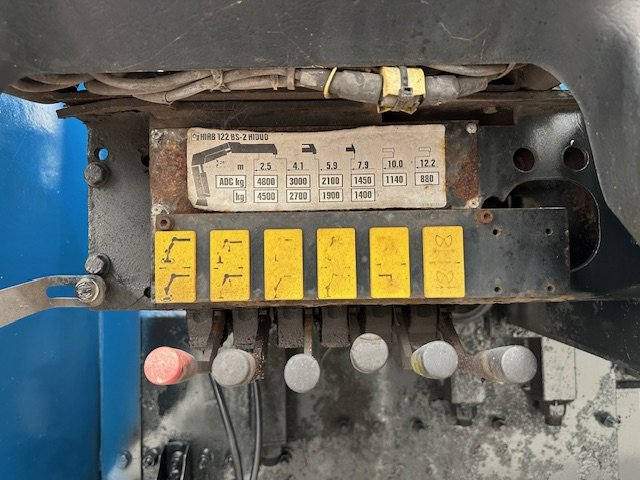 HIAB 122 BS-2 HIDUO
m 2.5 4.1 5.9 7.9 10.0 12.2
ADC kg 4800 3000 2100 1450 1140 880
kg 4500 2700 1900 1400